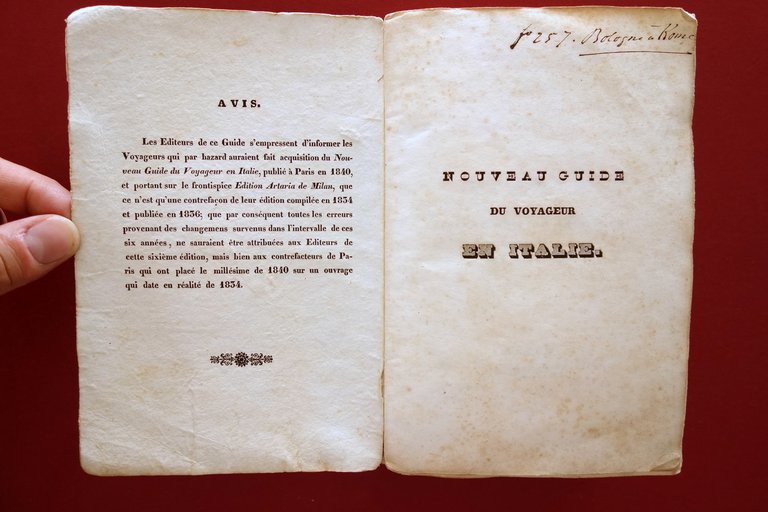 AVIS.
Les Editeurs de ce Guide s'empressent d'informer les
Voyageurs qui par hazard auraient fait acquisition du Nou-
veau Guide du Voyageur en Italie, publié à Paris en 1840,
et portant sur le frontispice Edition Artaria de Milan, que
ce n'est qu'une contrefaçon de leur édition compilée en 1834
et publiée en 1836; que par conséquent toutes les erreurs
provenant des changemens survenus dans l'intervalle de ces
six années, ne sauraient être attribuées aux Editeurs de
cette sixième édition, mais bien aux contrefacteurs de Pa-
ris qui ont placé le millésime de 1840 sur un ouvrage
qui date en réalité de 1834.
257. Bologne à Rome
NOUVEAU GUIDE
DU VOYAGEUR
EN ITALIE.